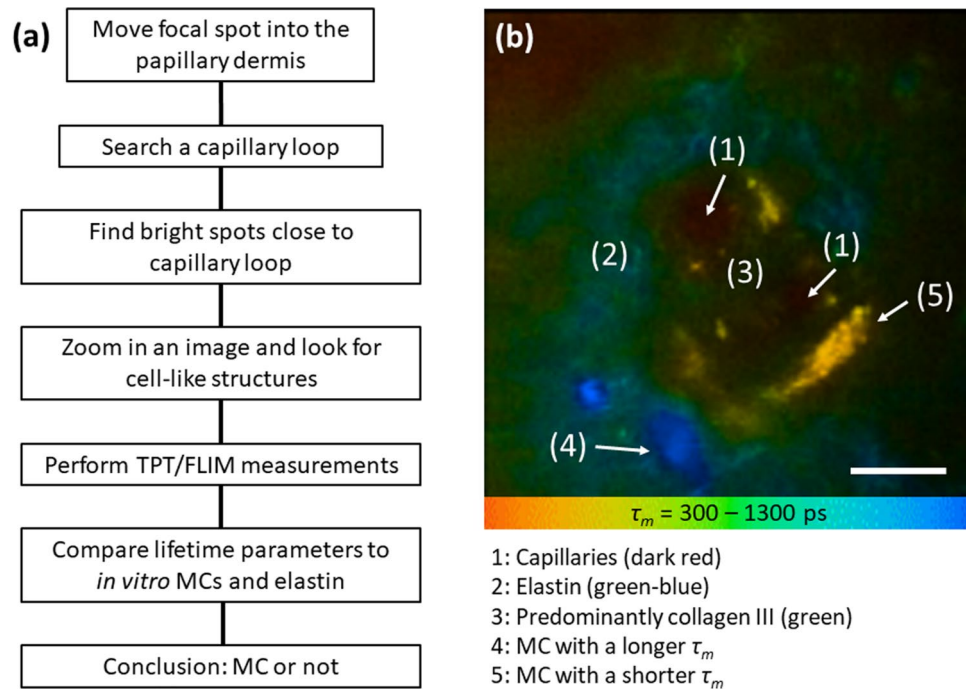 (a)
Move focal spot into the
papillary dermis
Search a capillary loop
Find bright spots close to
capillary loop
Zoom in an image and look for
cell-like structures
Perform TPT/FLIM measurements
Compare lifetime parameters to
in vitro MCs and elastin
Conclusion: MC or not
(b)
(1)
(1)
(2)
(3)
(5)
(4)
τm = 300 – 1300 ps
1: Capillaries (dark red)
2: Elastin (green-blue)
3: Predominantly collagen III (green)
4: MC with a longer τm
5: MC with a shorter τm